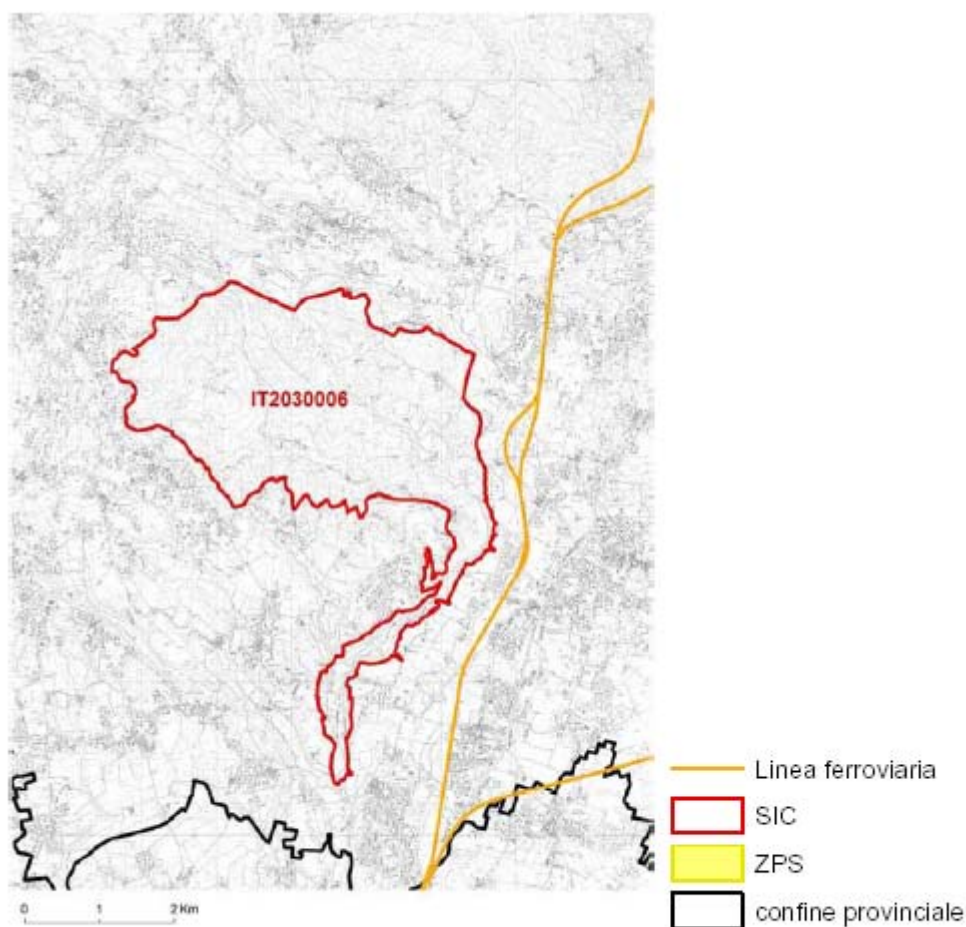 IT2030006
Linea ferroviaria
SIC
ZPS
confine provinciale
0 1 2 Km